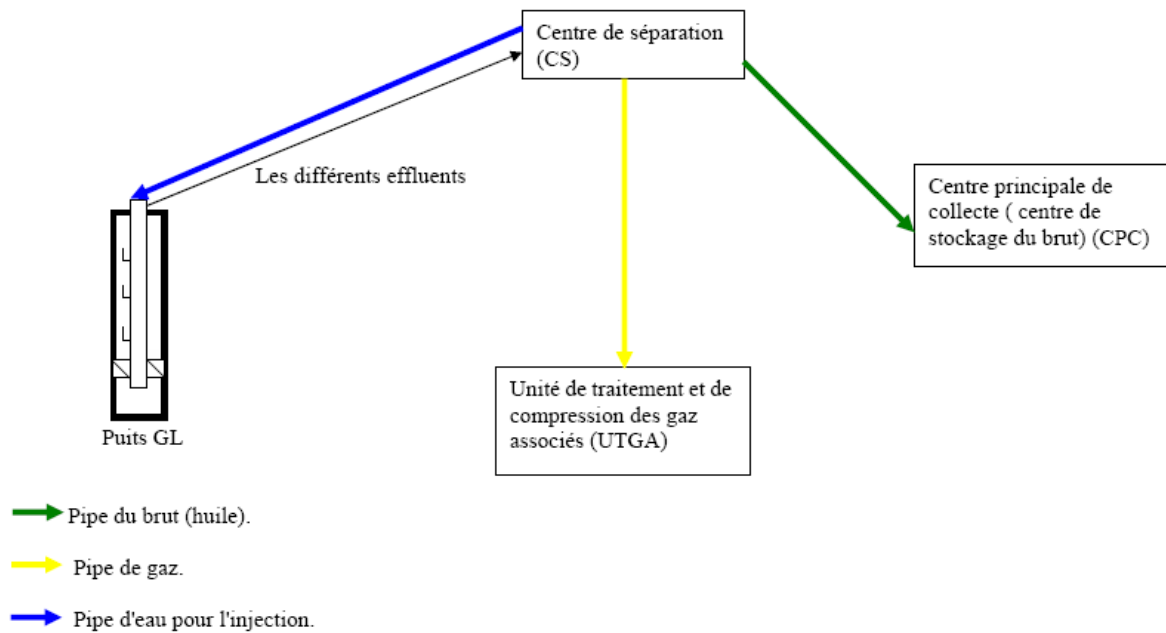 Centre de séparation
(CS)
Les différents effluents
Centre principale de
collecte ( centre de
stockage du brut) (CPC)
Unité de traitement et de
compression des gaz
associés (UTGA)
Puits GL
Pipe du brut (huile).
Pipe de gaz.
Pipe d'eau pour l'injection.